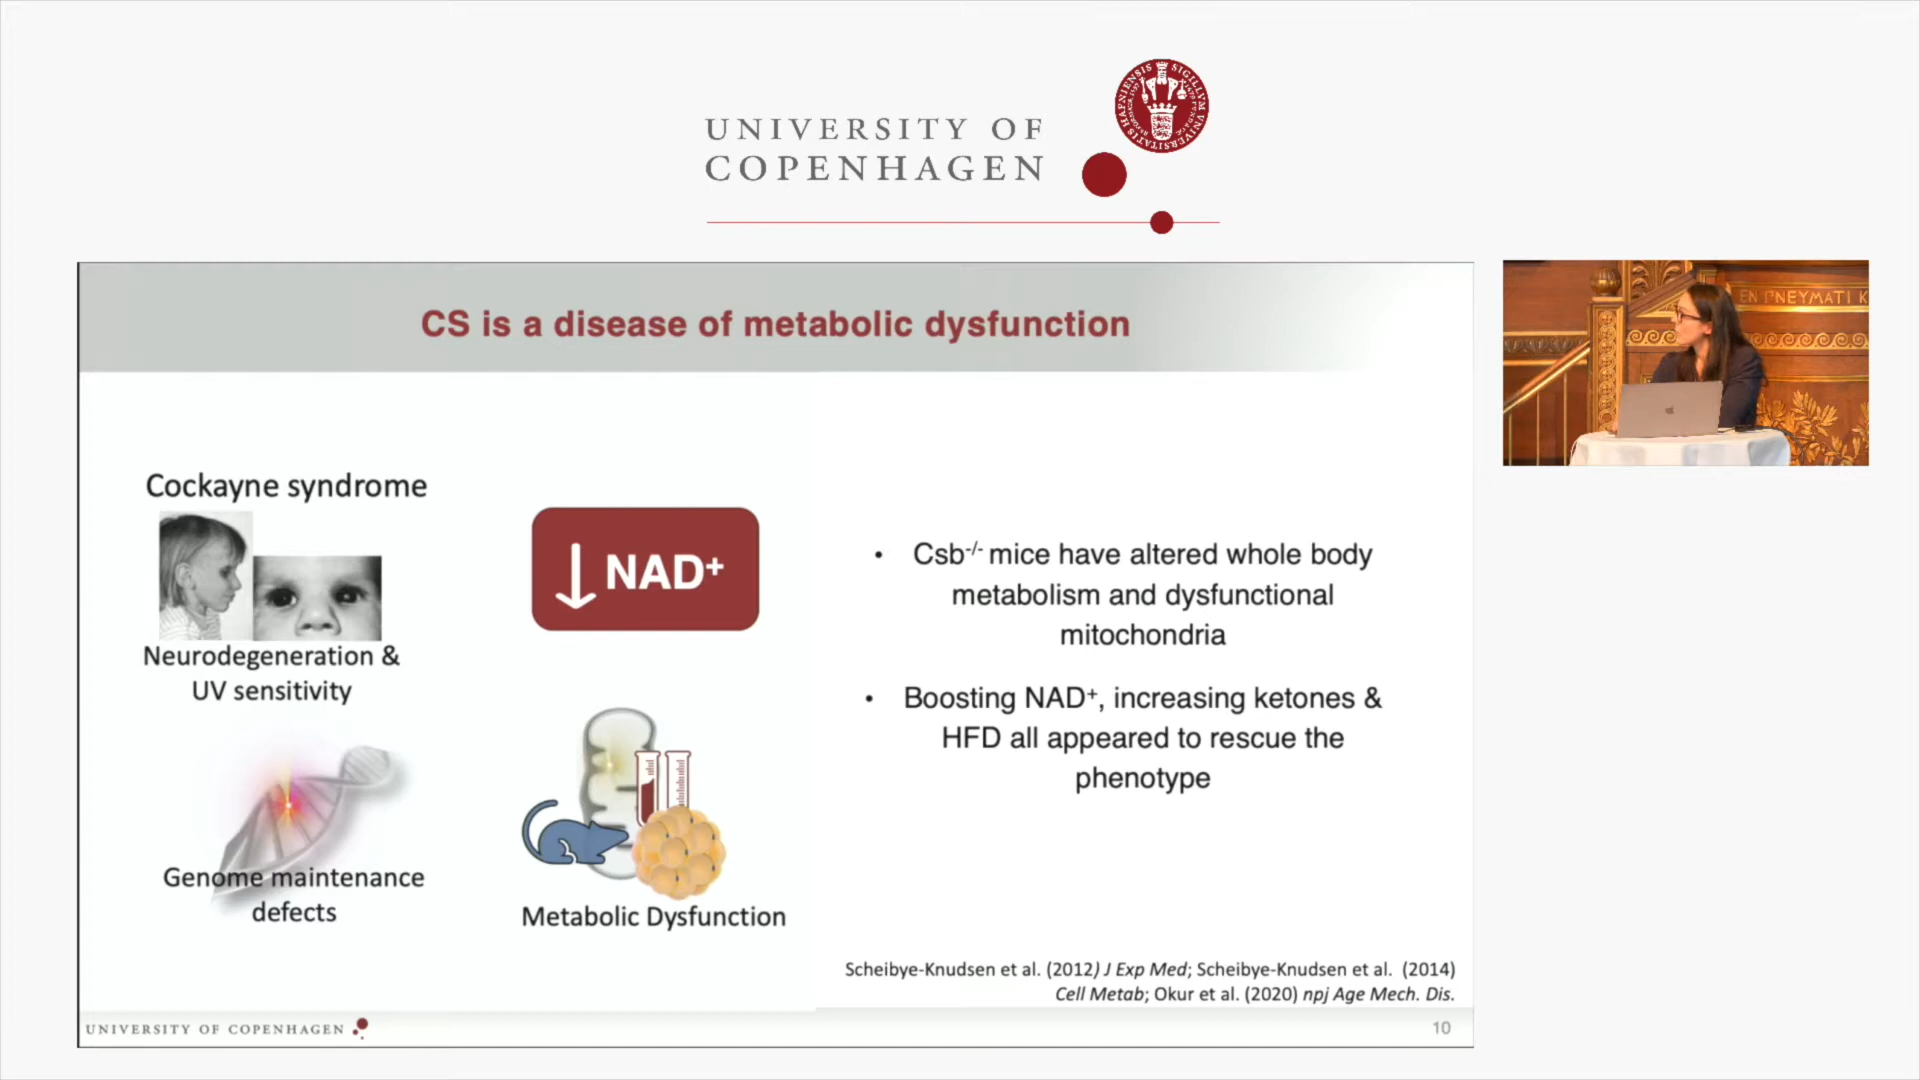 UNIVERSITY OF
COPENHAGEN
CS is a disease of metabolic dysfunction
Cockayne syndrome
Neurodegeneration &
UV sensitivity
Genome maintenance
defects
↓ NAD⁺
Metabolic Dysfunction
• Csb⁻/⁻ mice have altered whole body
metabolism and dysfunctional
mitochondria
• Boosting NAD⁺, increasing ketones &
HFD all appeared to rescue the
phenotype
Scheibye-Knudsen et al. (2012) J Exp Med; Scheibye-Knudsen et al. (2014)
Cell Metab; Okur et al. (2020) npj Age Mech. Dis.
UNIVERSITY OF COPENHAGEN
10
EN PNEYMATI K